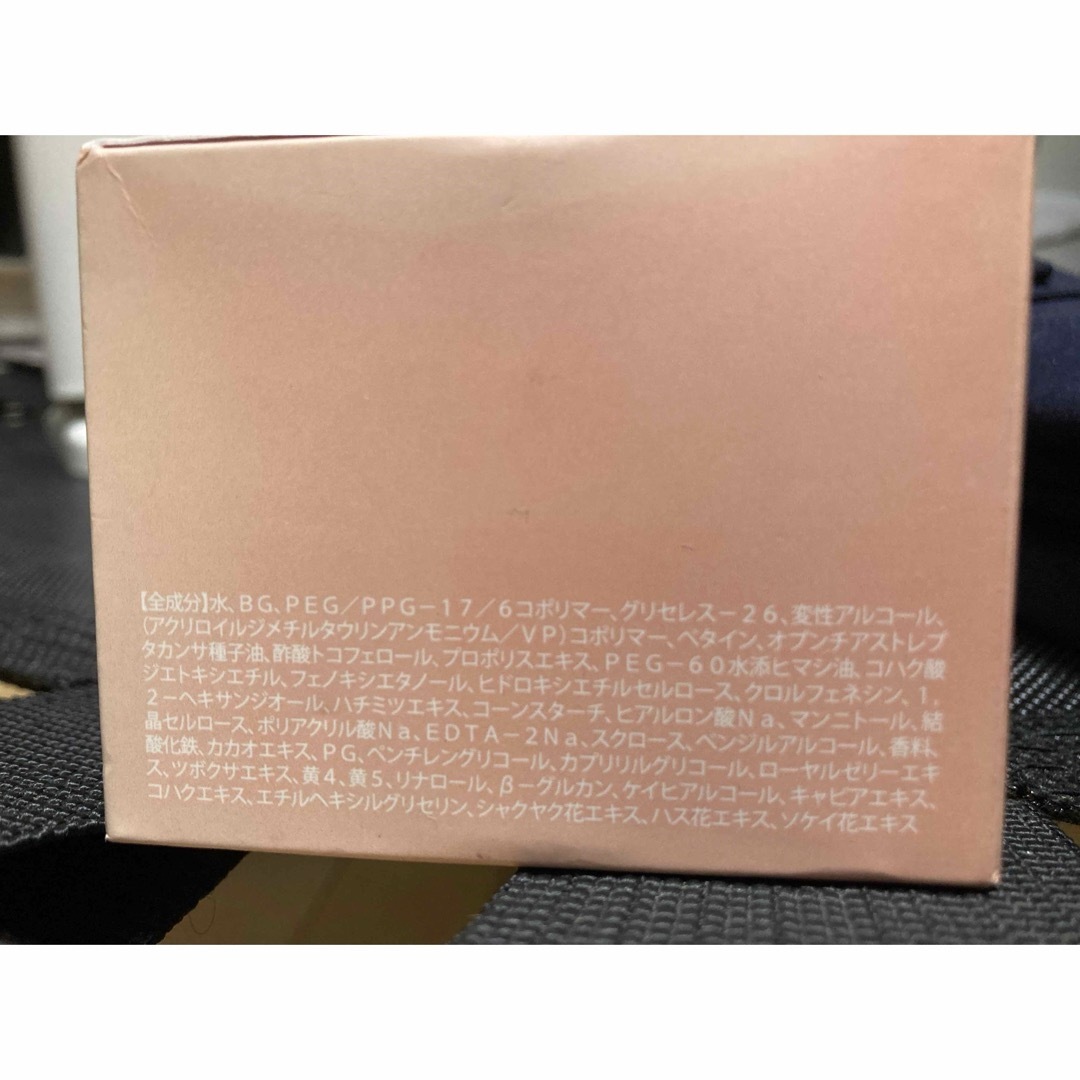 【全成分】水、BG、PEG/PPG-17/6コポリマー、グリセレス-26、変性アルコール、
(アクリロイルジメチルタウリンアンモニウム/VP)コポリマー、ベタイン、オプンチアストレプ
タカンサ種子油、酢酸トコフェロール、プロポリスエキス、PEG-60水添ヒマシ油、コハク酸
ジエトキシエチル、フェノキシエタノール、ヒドロキシエチルセルロース、クロルフェネシン、1,
2-ヘキサンジオール、ハチミツエキス、コーンスターチ、ヒアルロン酸Na、マンニトール、結
晶セルロース、ポリアクリル酸Na、EDTA-2Na、スクロース、ベンジルアルコール、香料、
酸化鉄、カカオエキス、PG、ペンチレングリコール、カプリリルグリコール、ローヤルゼリーエキ
ス、ツボクサエキス、黄4、黄5、リナロール、β-グルカン、ケイヒアルコール、キャビアエキス、
コハクエキス、エチルヘキシルグリセリン、シャクヤク花エキス、ハス花エキス、ソケイ花エキス